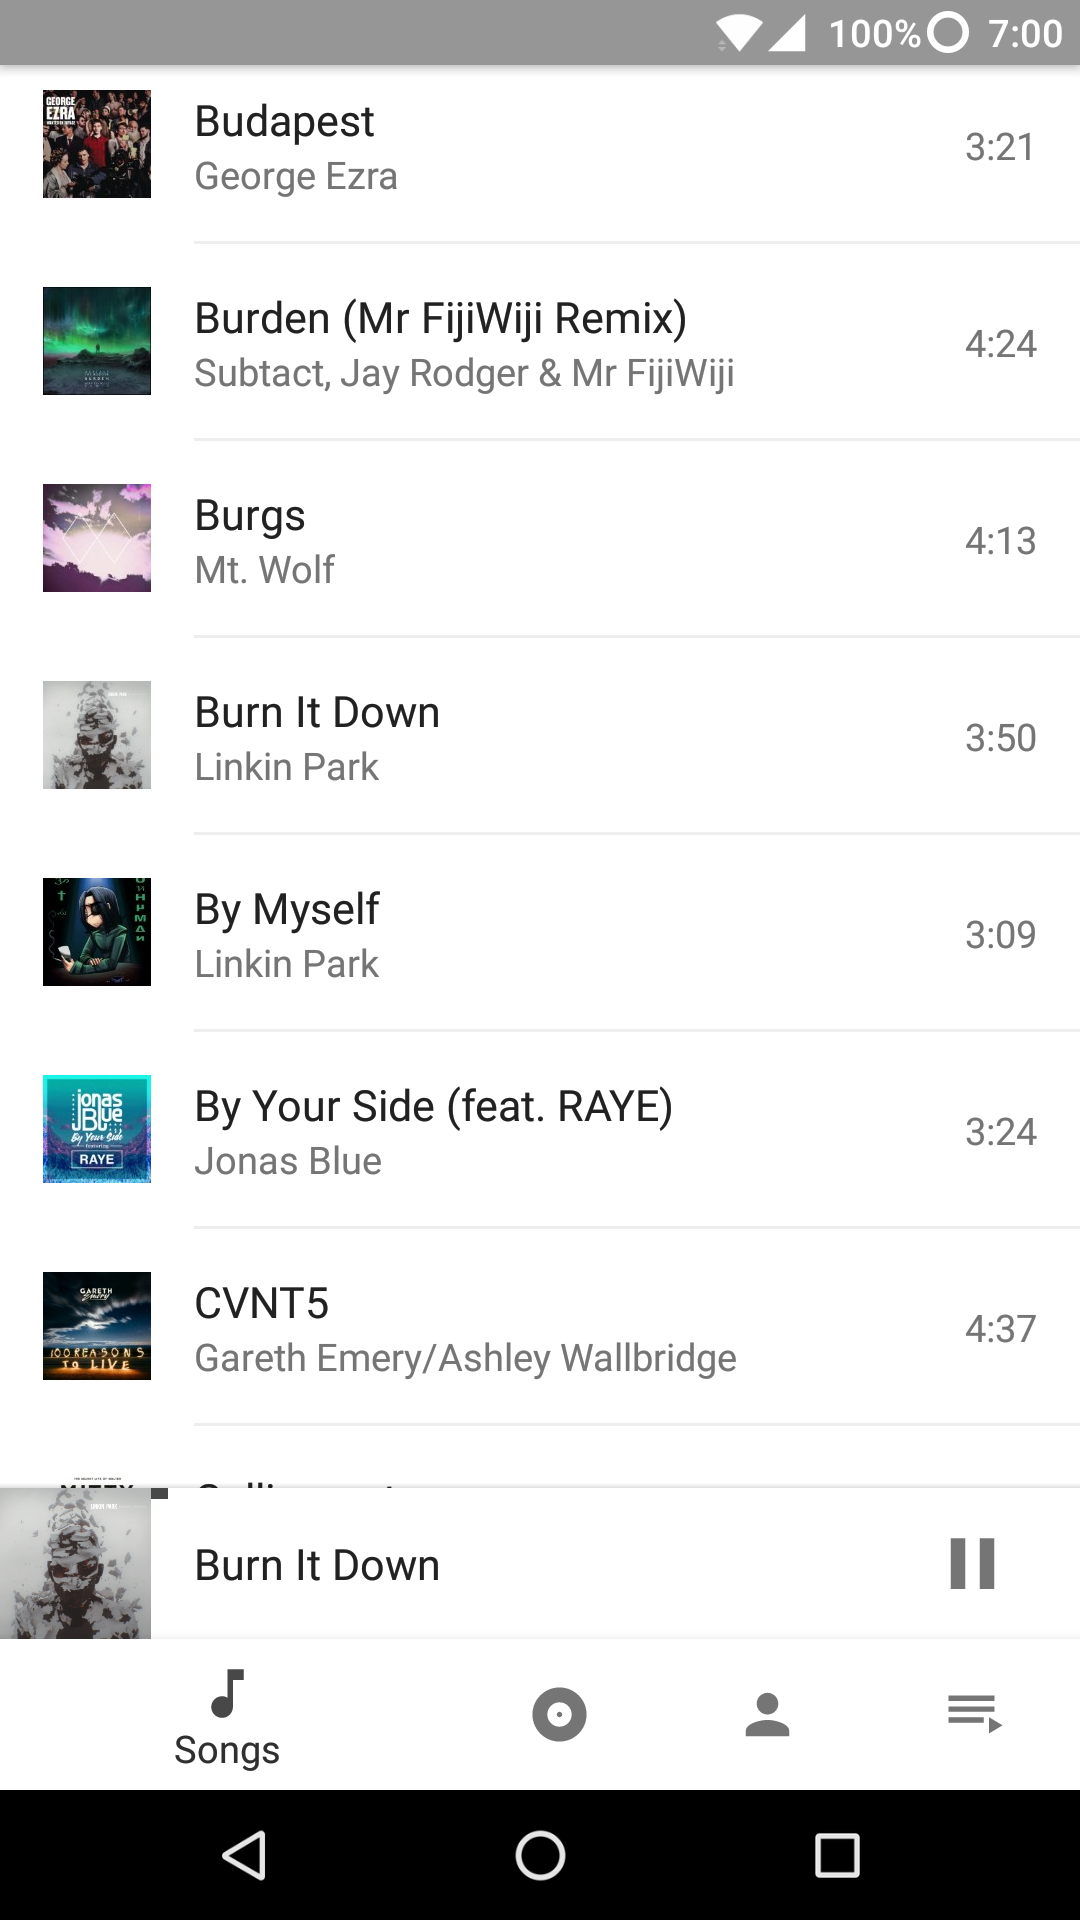 100% 7:00
GEORGE
EZRA
Budapest
George Ezra
3:21
Burden (Mr FijiWiji Remix)
Subtact, Jay Rodger & Mr FijiWiji
4:24
Burgs
Mt. Wolf
4:13
Burn It Down
Linkin Park
3:50
By Myself
Linkin Park
3:09
Jonas
Blue
By Your Side
featuring
RAYE
By Your Side (feat. RAYE)
Jonas Blue
3:24
GARETH
Emery
100 REASONS
TO LIVE
CVNT5
Gareth Emery/Ashley Wallbridge
4:37
LINKIN PARK
Burn It Down
Songs